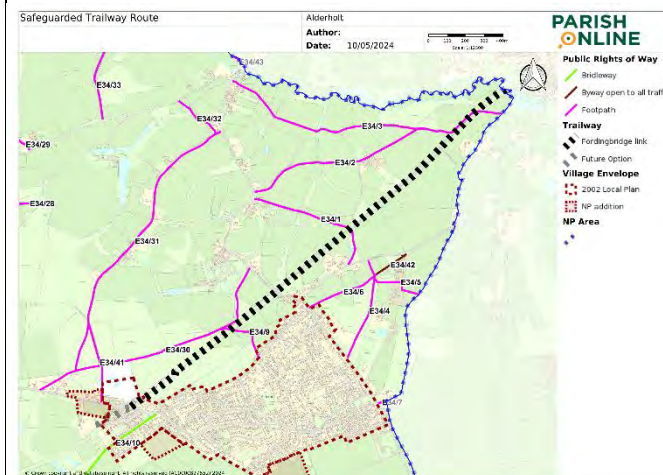 Safeguarded Trailway Route
Alderholt
Author:
Date: 10/05/2024
PARISH
ONLINE
Public Rights of Way
Bridleway
Byway open to all traff
Footpath
Trailway
Fordingbridge link
Future Option
Village Envelope
2002 Local Plan
NP addition
NP Area
E34/43
E34/33
E34/32
E34/3
E34/29
E34/2
E34/28
E34/1
E34/31
E34/42
E34/5
E34/6
E34/4
E34/9
E34/30
E34/41
E34/7
E34/10